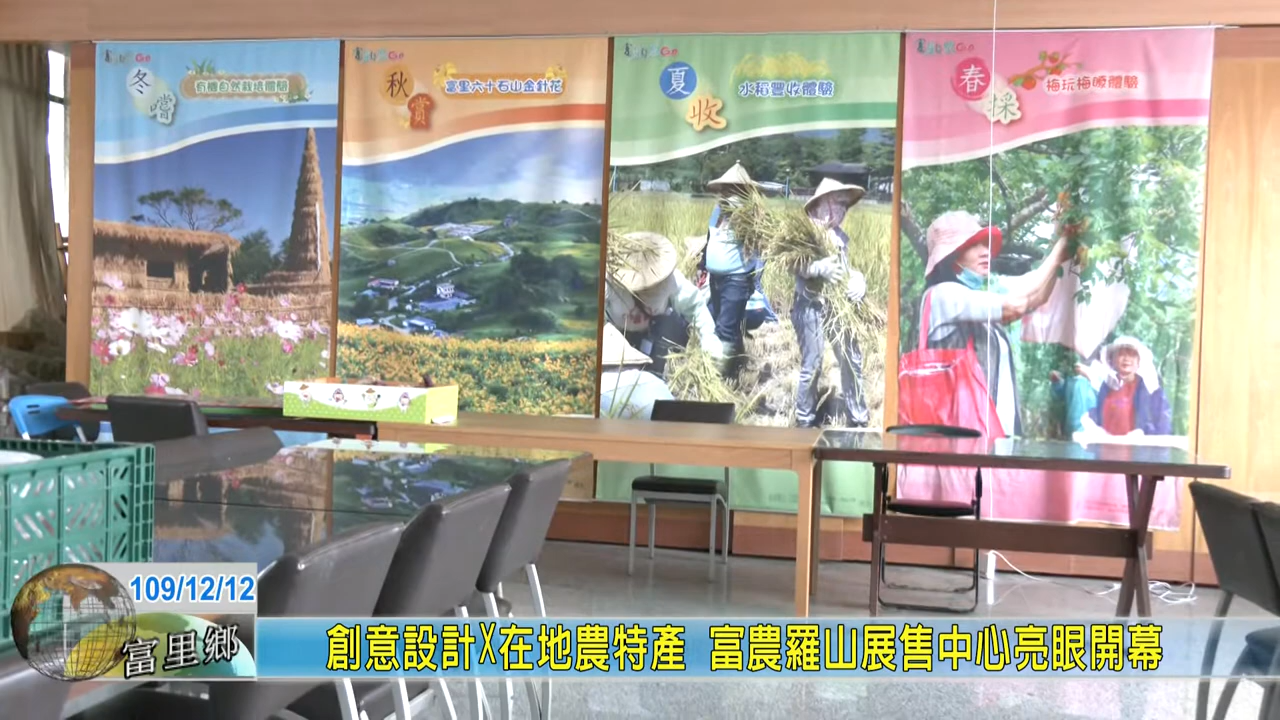 冬嚐
有機自然栽培體驗
秋賞
富里六十石山金針花
夏收
水稻豐收體驗
春採
梅玩梅嘹體驗
109/12/12
富里鄉
創意設計X在地農特產 富農羅山展售中心亮眼開幕